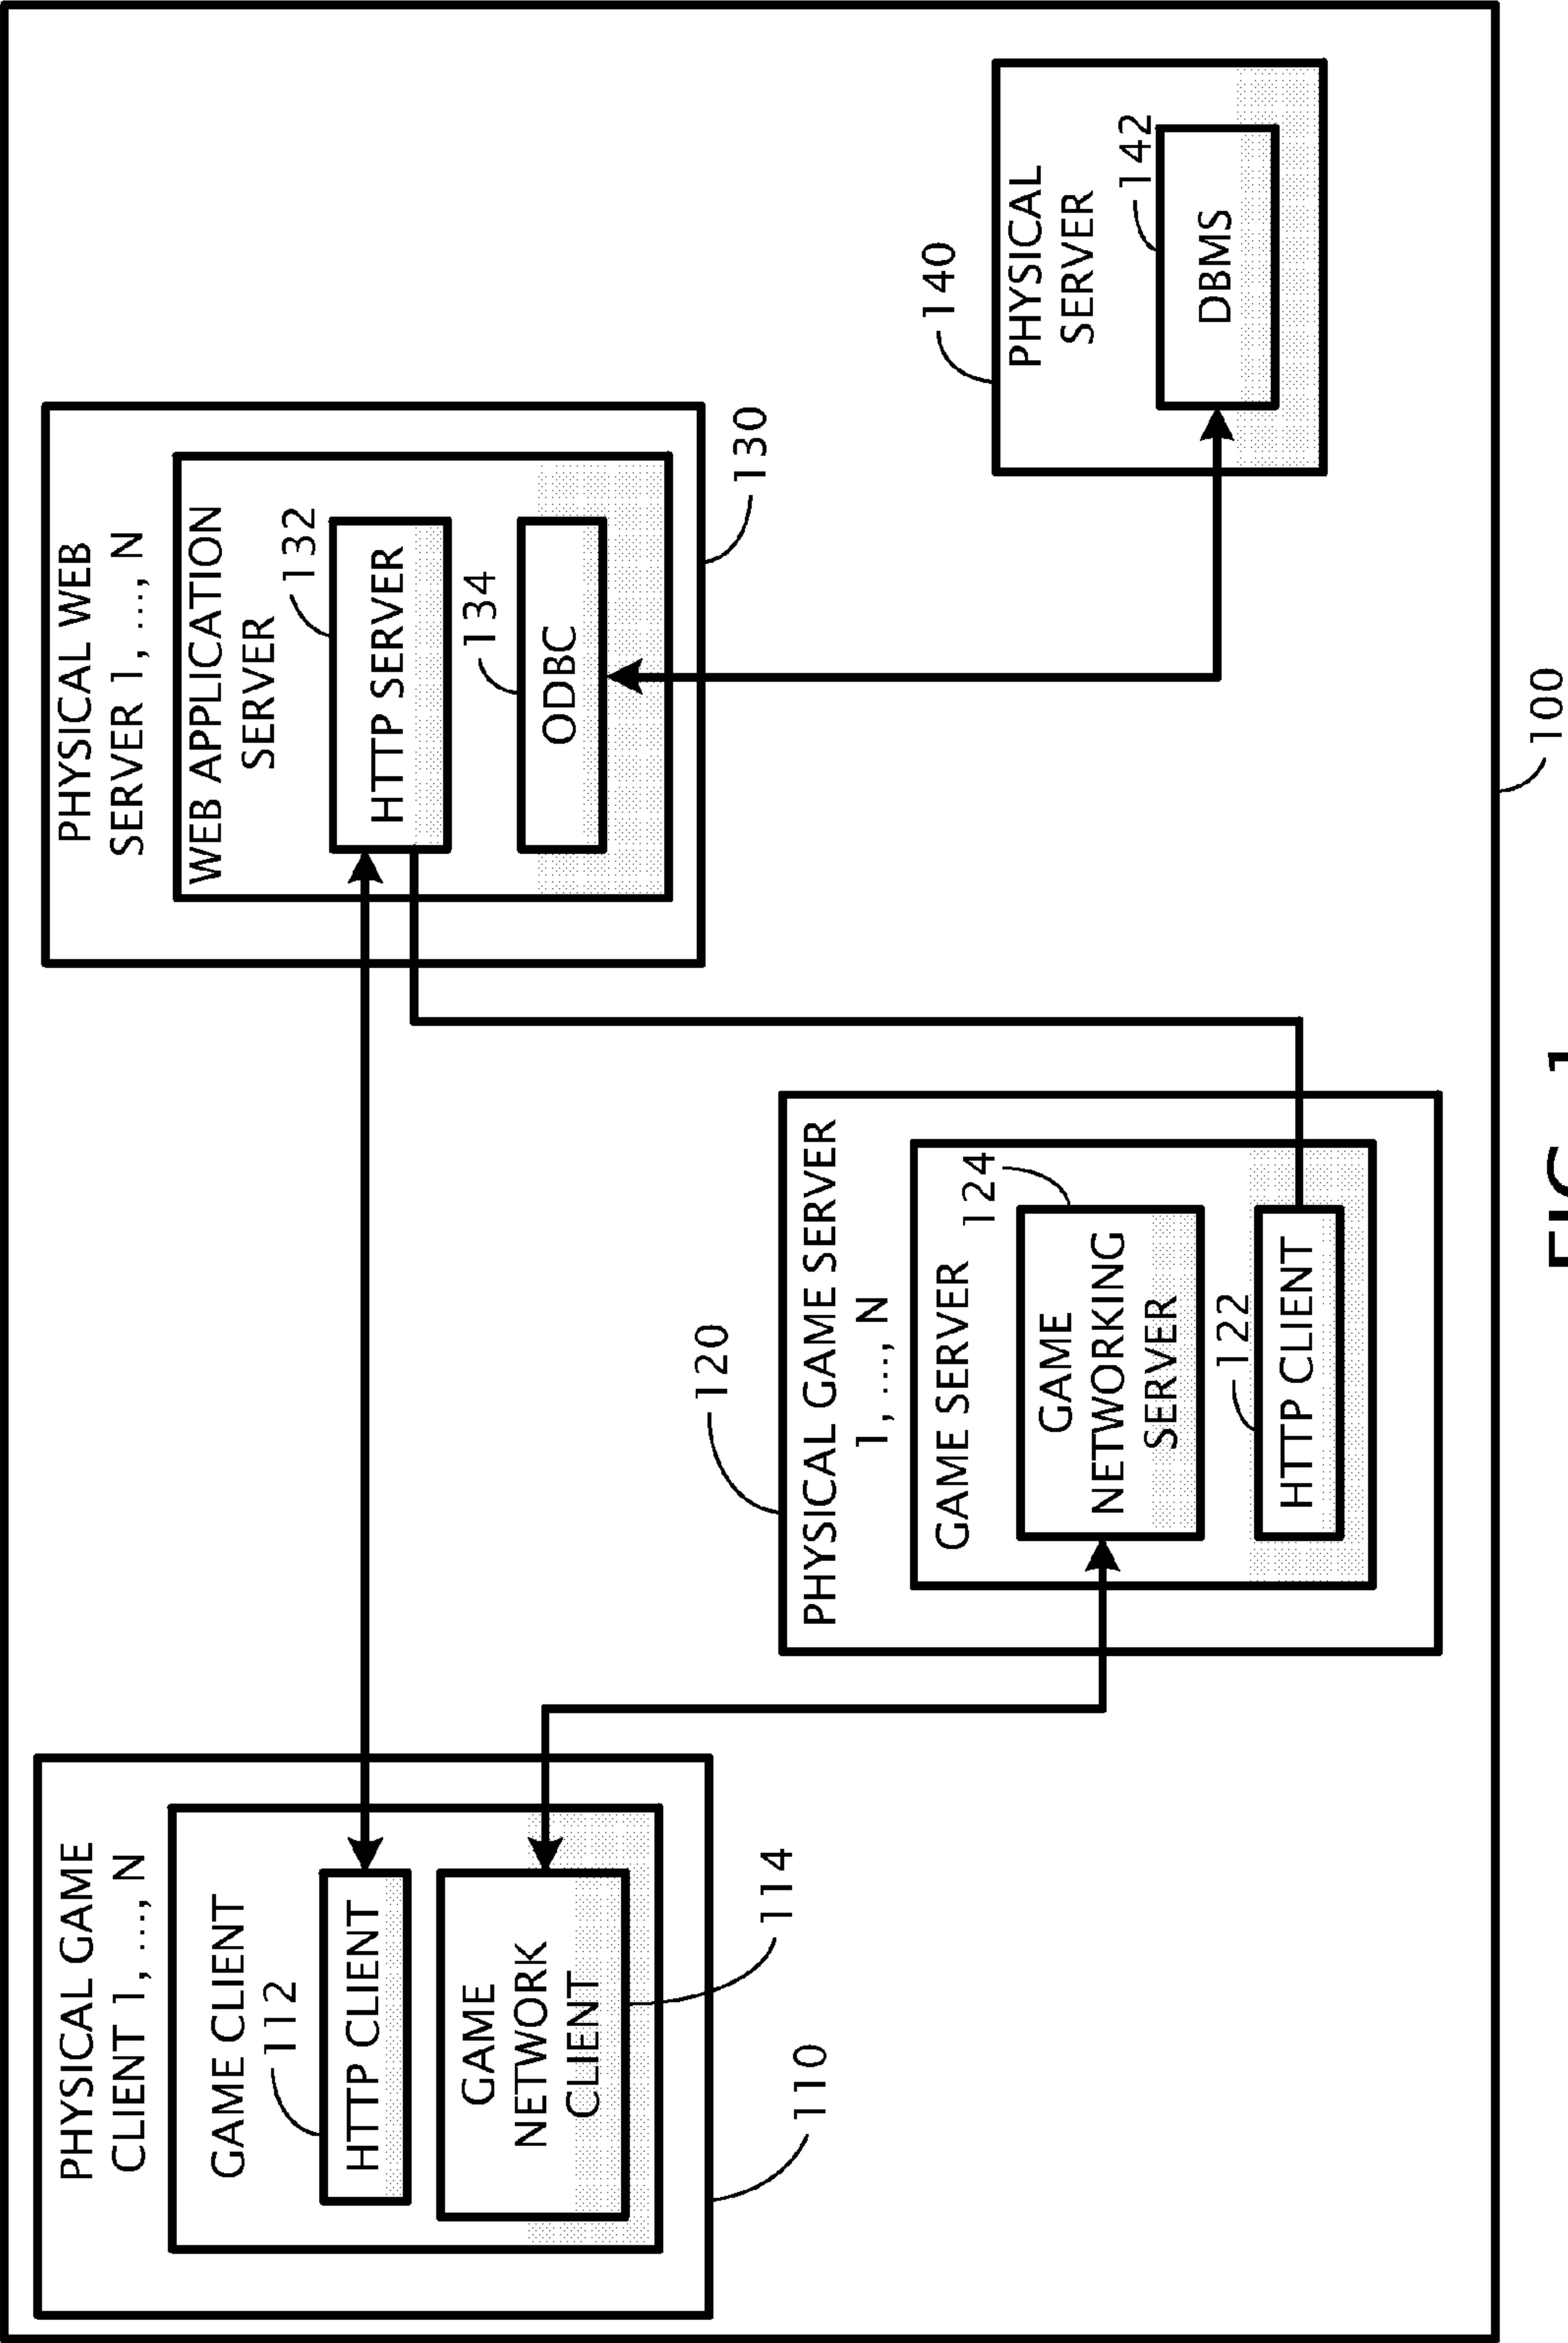 PHYSICAL GAME
CLIENT 1, ..., N
GAME CLIENT
112
HTTP CLIENT
GAME
NETWORK
CLIENT
114
110
120
PHYSICAL GAME SERVER
1, ..., N
GAME SERVER
124
GAME
NETWORKING
SERVER
122
HTTP CLIENT
PHYSICAL WEB
SERVER 1, ..., N
WEB APPLICATION
SERVER
132
HTTP SERVER
134
ODBC
130
140
PHYSICAL
SERVER
142
DBMS
100